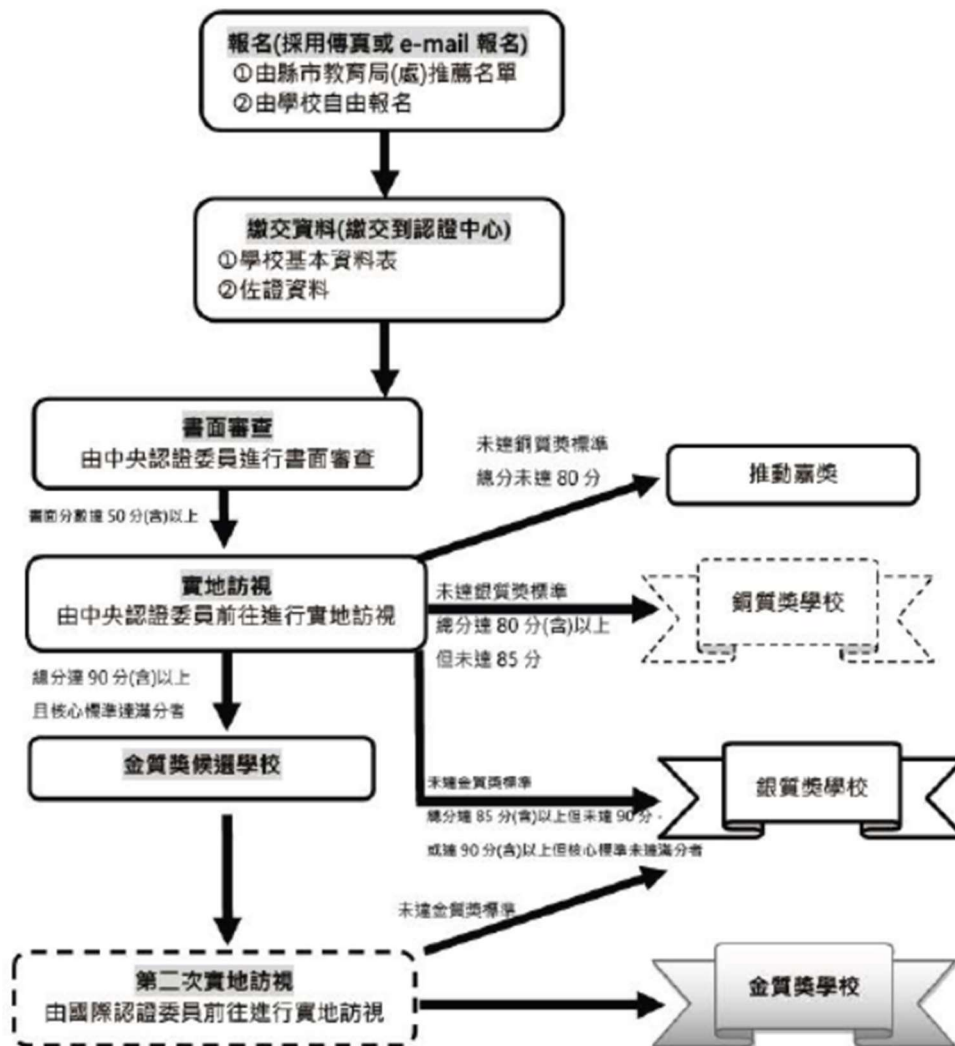 報名(採用傳真或 e-mail 報名)
①由縣市教育局(處)推薦名單
②由學校自由報名
繳交資料(繳交到認證中心)
①學校基本資料表
②佐證資料
書面審查
由中央認證委員進行書面審查
書面分數達 50 分(含)以上
未達銅質獎標準
總分未達 80 分
推動嘉獎
實地訪視
由中央認證委員前往進行實地訪視
未達銀質獎標準
總分達 80 分(含)以上
但未達 85 分
銅質獎學校
總分達 90 分(含)以上
且核心標準達滿分者
金質獎候選學校
未達金質獎標準
總分達 85 分(含)以上但未達 90 分，
或達 90 分(含)以上但核心標準未達滿分者
銀質獎學校
未達金質獎標準
第二次實地訪視
由國際認證委員前往進行實地訪視
金質獎學校